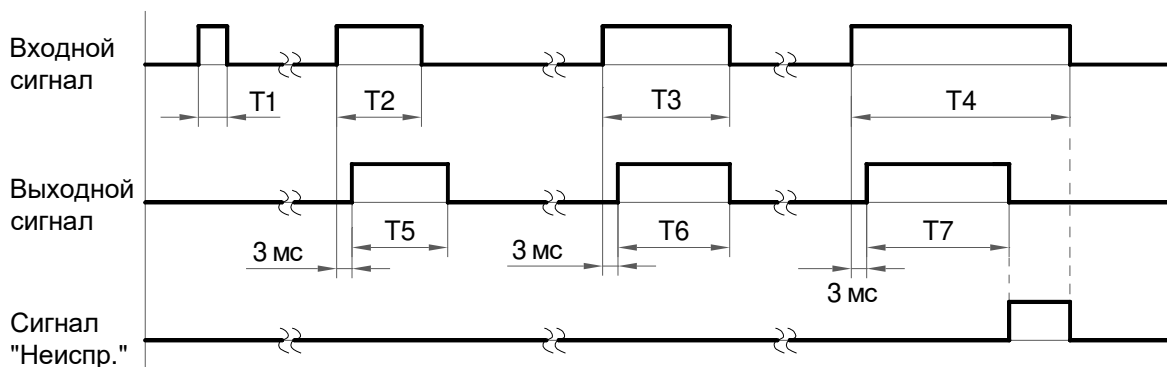 Входной
сигнал
T1
T2
T3
T4
Выходной
сигнал
T5
T6
T7
3 мс
3 мс
3 мс
Сигнал
"Неиспр."